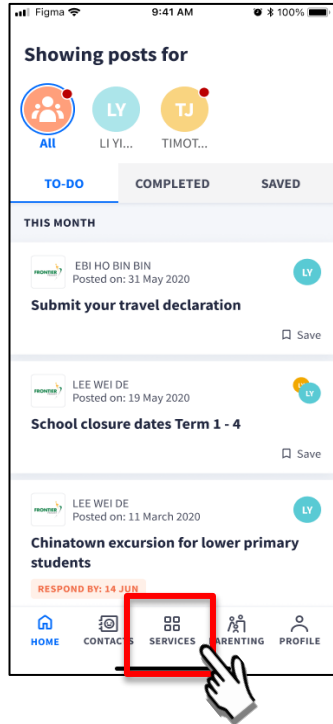 Figma 9:41 AM 100%
Showing posts for
LY TJ
All LI YI... TIMOT...
TO-DO COMPLETED SAVED
THIS MONTH
FRONTIER EBI HO BIN BIN
Posted on: 31 May 2020 LY
Submit your travel declaration
Save
FRONTIER LEE WEI DE
Posted on: 19 May 2020 LY
School closure dates Term 1 - 4
Save
FRONTIER LEE WEI DE
Posted on: 11 March 2020 LY
Chinatown excursion for lower primary
students
RESPOND BY: 14 JUN
HOME CONTACTS SERVICES PARENTING PROFILE